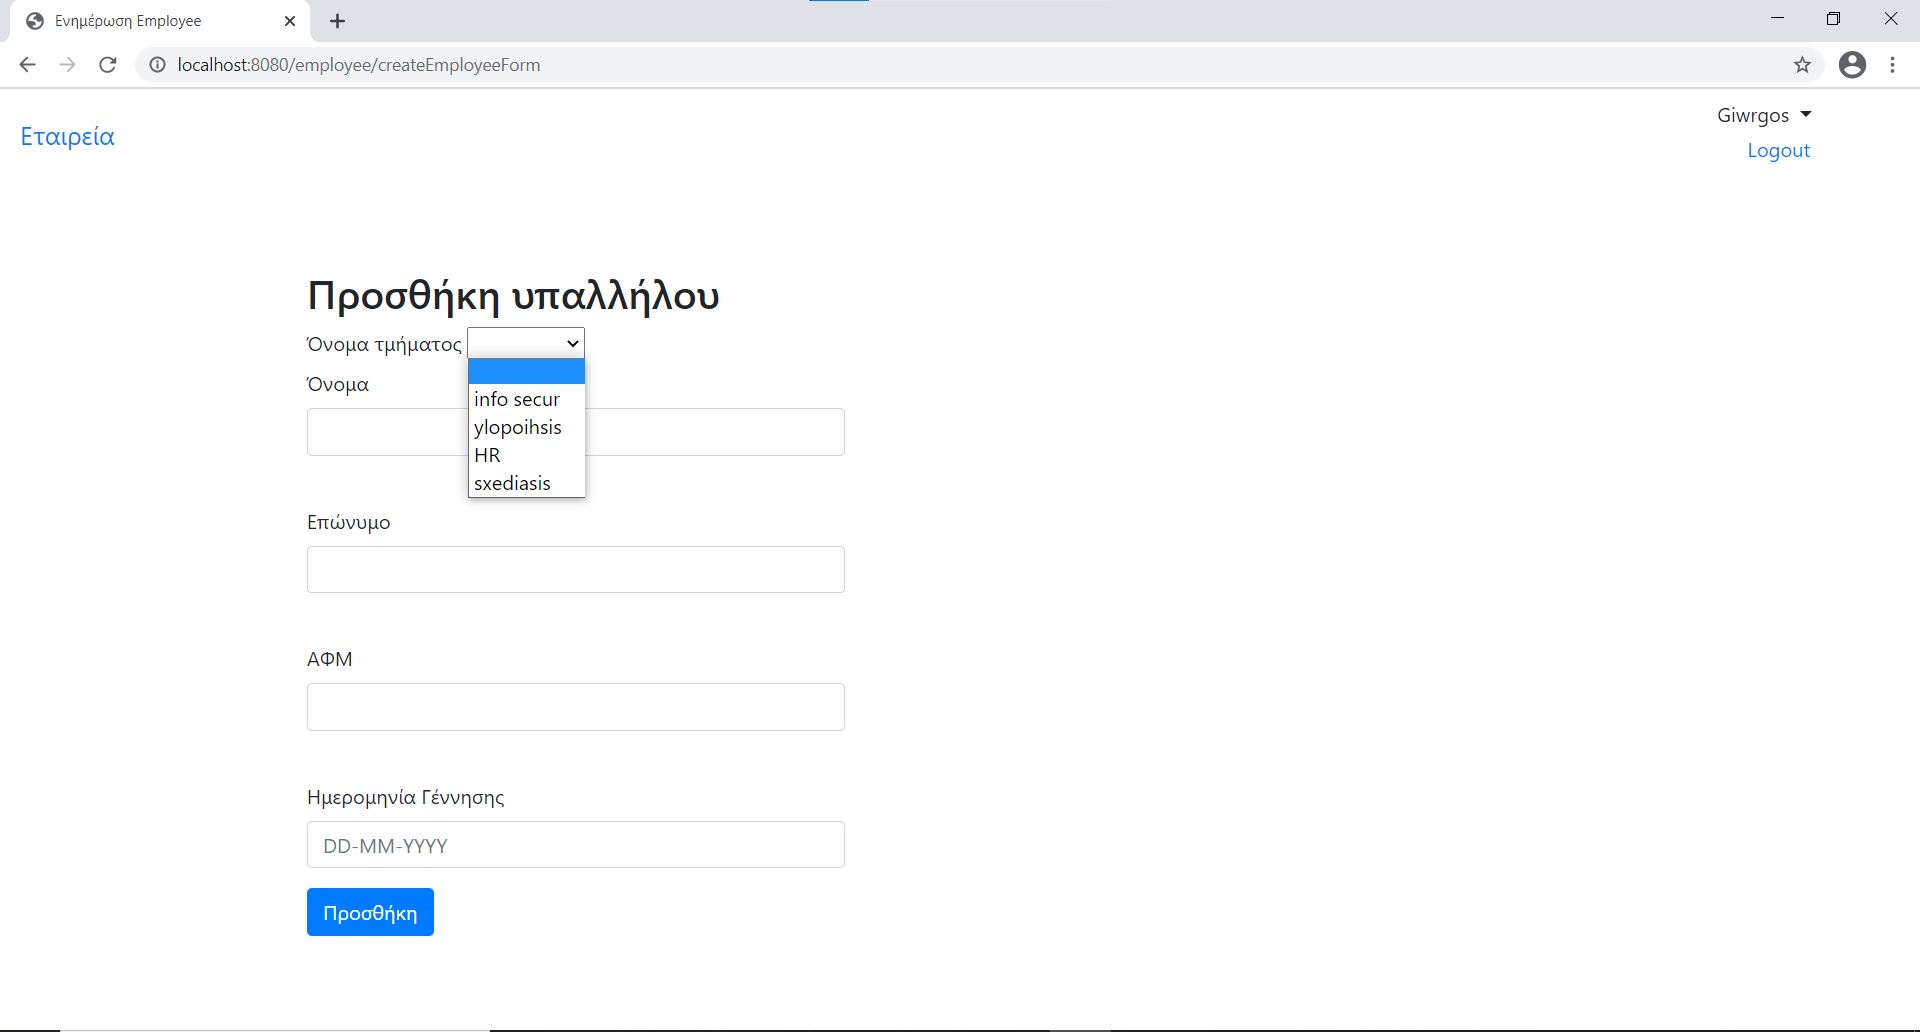 Ενημέρωση Employee
localhost:8080/employee/createEmployeeForm
Giwrgos
Εταιρεία
Logout
Προσθήκη υπαλλήλου
Όνομα τμήματος
Όνομα
info secur
ylopoihsis
HR
sxediasis
Επώνυμο
ΑΦΜ
Ημερομηνία Γέννησης
DD-MM-YYYY
Προσθήκη